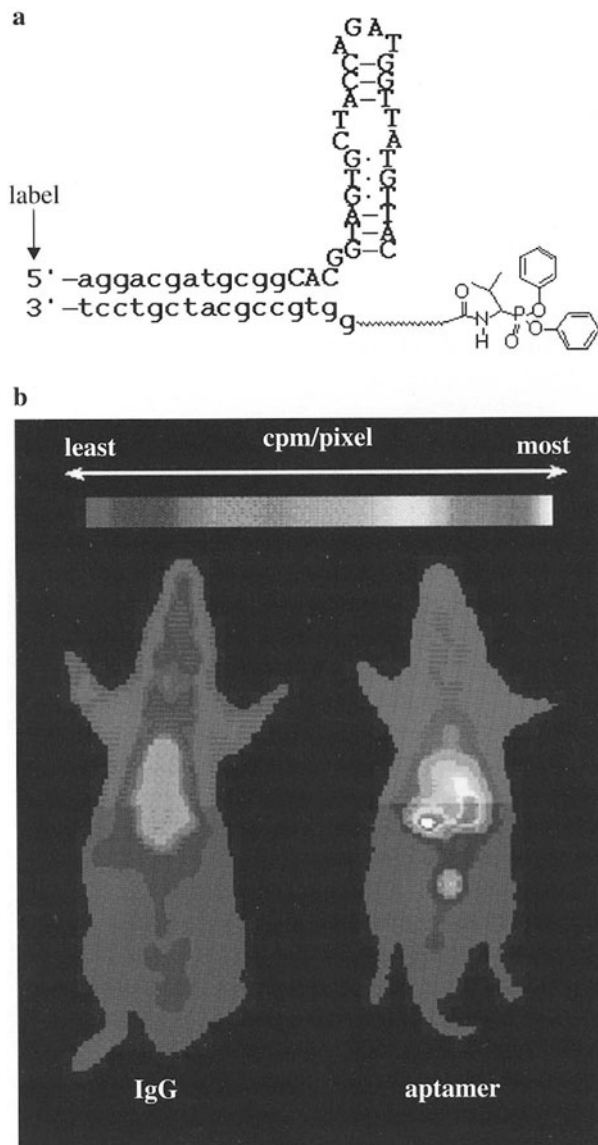 a
G A
A T
C–G
C–G
A–T
T T
C A
G·T
T·G
G·T
A–T
T–A
G–C
G
label
5'-aggacgatgcggCAC
3'-tcctgctacgccgtgg
O
N
H
P
O
O
O
b
cpm/pixel
least most
IgG aptamer